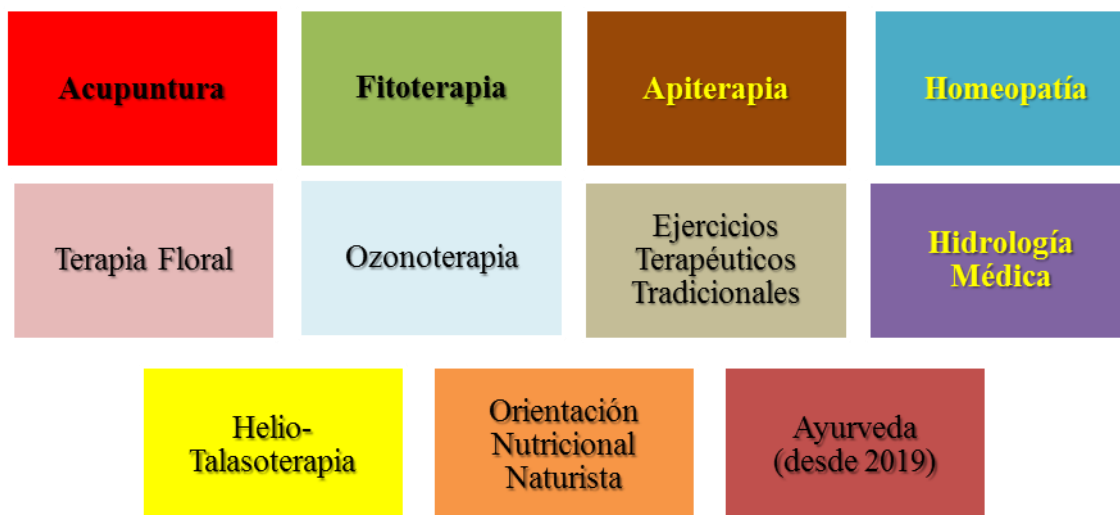 Acupuntura
Fitoterapia
Apiterapia
Homeopatía
Terapia Floral
Ozonoterapia
Ejercicios
Terapéuticos
Tradicionales
Hidrología
Médica
Helio-
Talasoterapia
Orientación
Nutricional
Naturista
Ayurveda
(desde 2019)